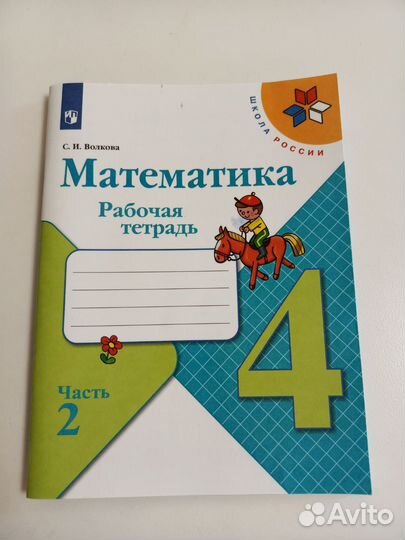 ШКОЛА РОССИИ
С. И. Волкова
Математика
Рабочая
тетрадь
4
Часть
2
Avito